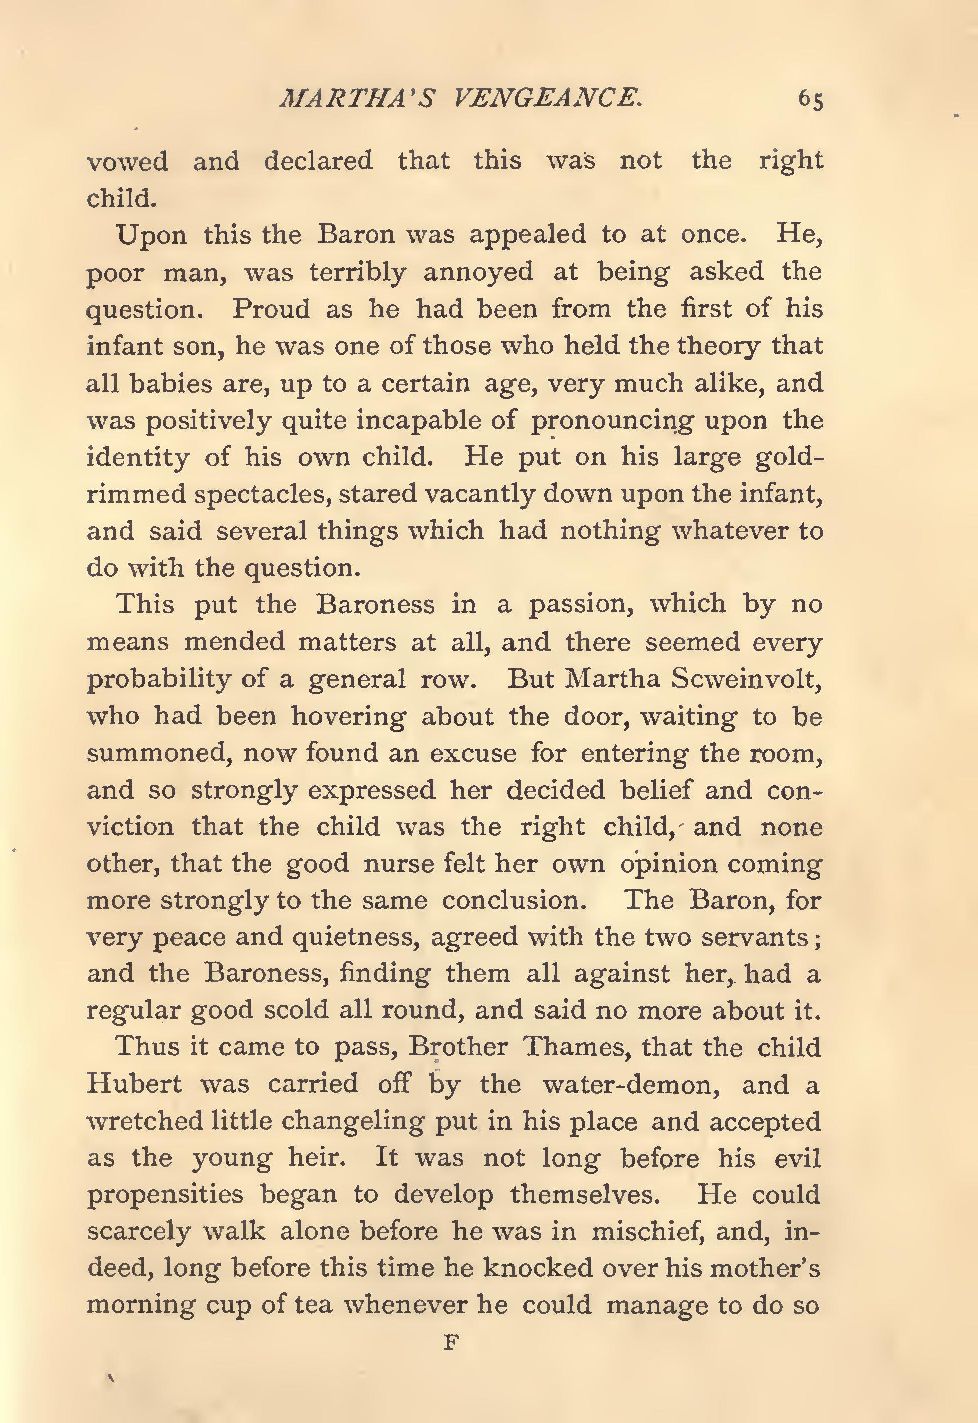 MARTHA'S VENGEANCE. 65
vowed and declared that this was not the right
child.
Upon this the Baron was appealed to at once. He,
poor man, was terribly annoyed at being asked the
question. Proud as he had been from the first of his
infant son, he was one of those who held the theory that
all babies are, up to a certain age, very much alike, and
was positively quite incapable of pronouncing upon the
identity of his own child. He put on his large gold-
rimmed spectacles, stared vacantly down upon the infant,
and said several things which had nothing whatever to
do with the question.
This put the Baroness in a passion, which by no
means mended matters at all, and there seemed every
probability of a general row. But Martha Scweinvolt,
who had been hovering about the door, waiting to be
summoned, now found an excuse for entering the room,
and so strongly expressed her decided belief and con-
viction that the child was the right child, and none
other, that the good nurse felt her own opinion coming
more strongly to the same conclusion. The Baron, for
very peace and quietness, agreed with the two servants;
and the Baroness, finding them all against her, had a
regular good scold all round, and said no more about it.
Thus it came to pass, Brother Thames, that the child
Hubert was carried off by the water-demon, and a
wretched little changeling put in his place and accepted
as the young heir. It was not long before his evil
propensities began to develop themselves. He could
scarcely walk alone before he was in mischief, and, in-
deed, long before this time he knocked over his mother's
morning cup of tea whenever he could manage to do so
F